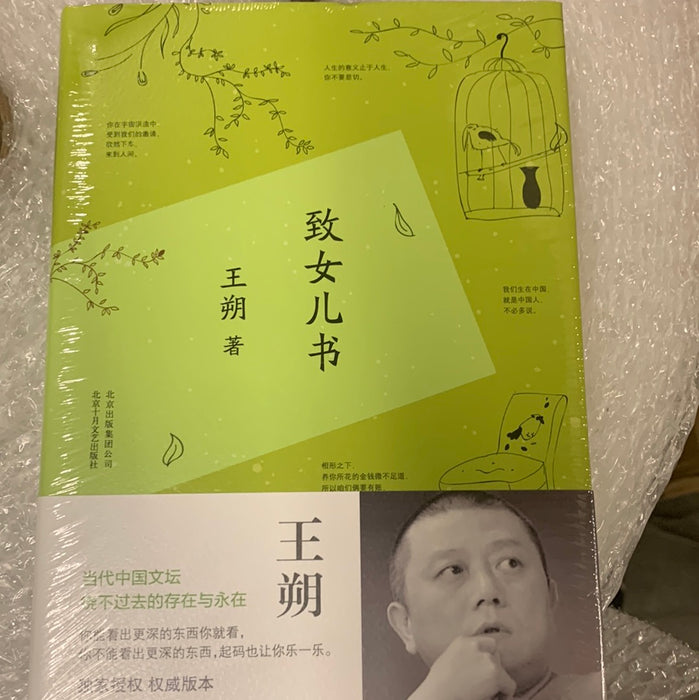 人生的意义止于人生,
你不要悲切。
你在宇宙深渔中,
受到我们的邀请,
欣然下车,
来到人间。
致女儿书
王朔 著
我们生在中国,
就是中国人,
不必多说。
北京出版集团公司
北京十月文艺出版社
相形之下,
养你所花的金钱微不足道,
所以咱们俩要有账,
王朔
当代中国文坛
绕不过去的存在与永在
你能看出更深的东西你就看,
你不能看出更深的东西,起码也让你乐一乐。
独家授权 权威版本